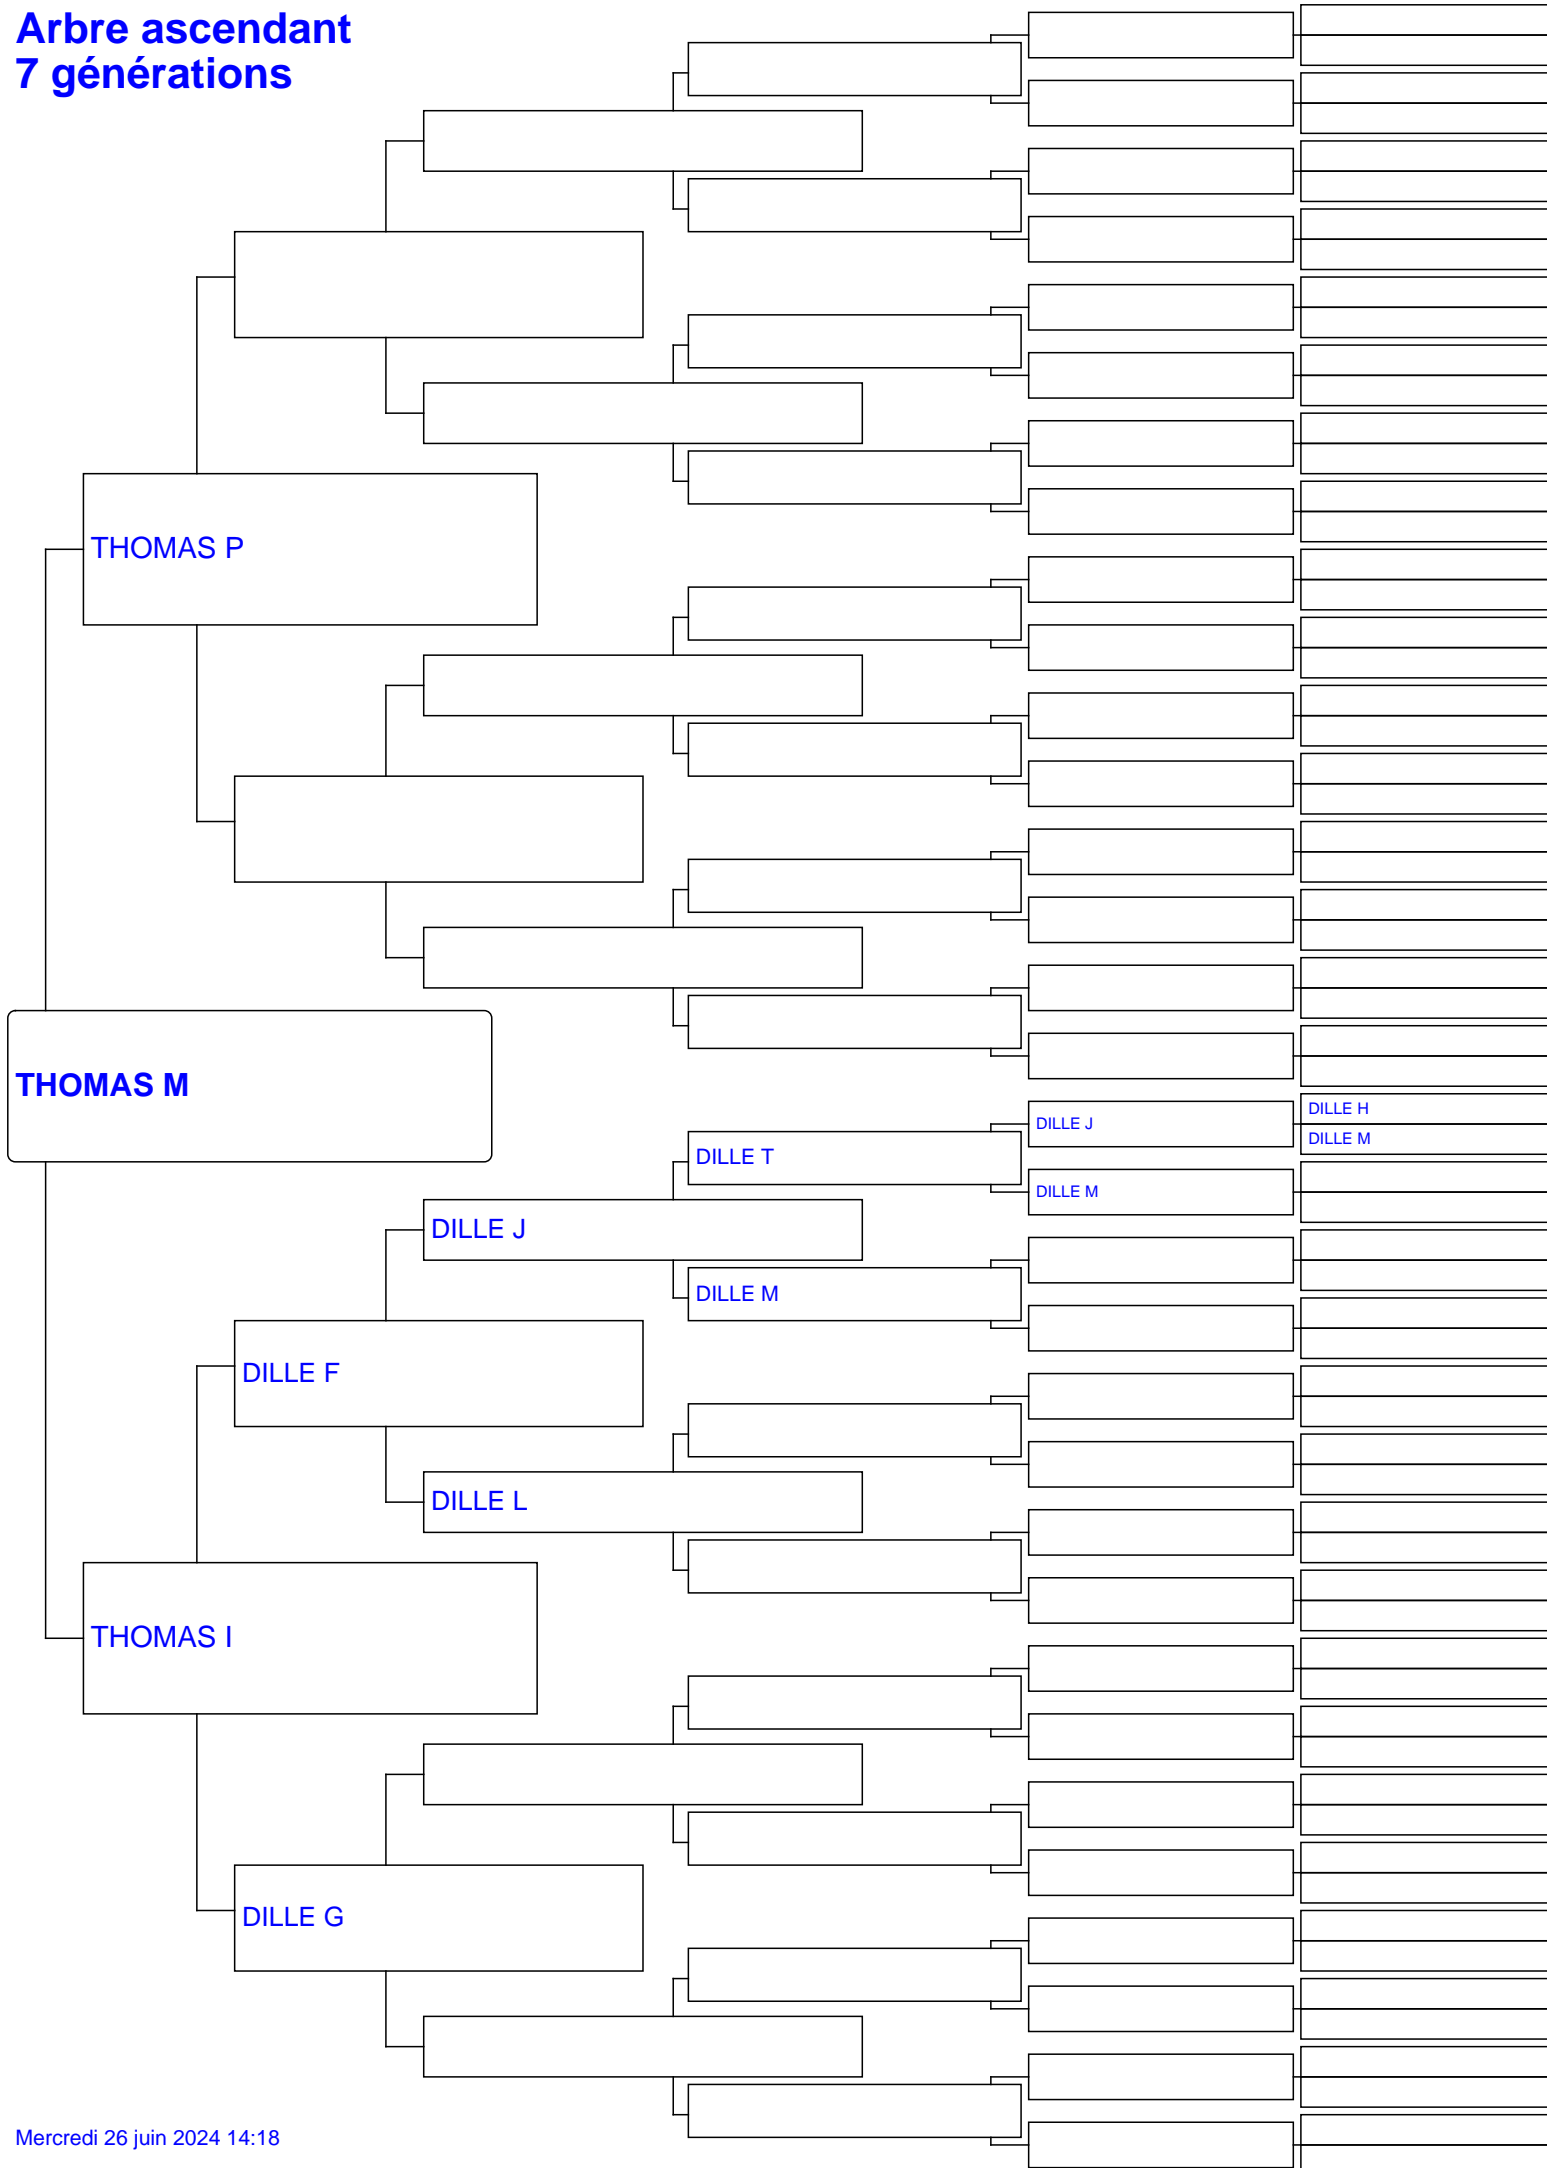 Arbre ascendant
7 générations
THOMAS P
THOMAS M
DILLE H
DILLE J
DILLE M
DILLE T
DILLE M
DILLE J
DILLE M
DILLE F
DILLE L
THOMAS I
DILLE G
Mercredi 26 juin 2024 14:18